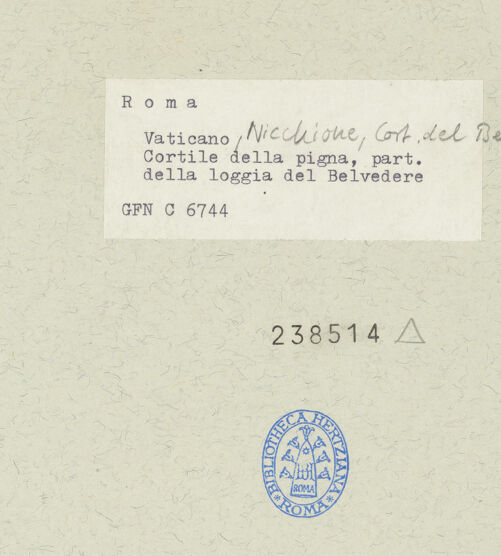 Roma
Vaticano, Nicchione, Cort. del Be
Cortile della pigna, part.
della loggia del Belvedere
GFN C 6744
238514
BIBLIOTHECA HERTZIANA
ROMA
*ROMA*